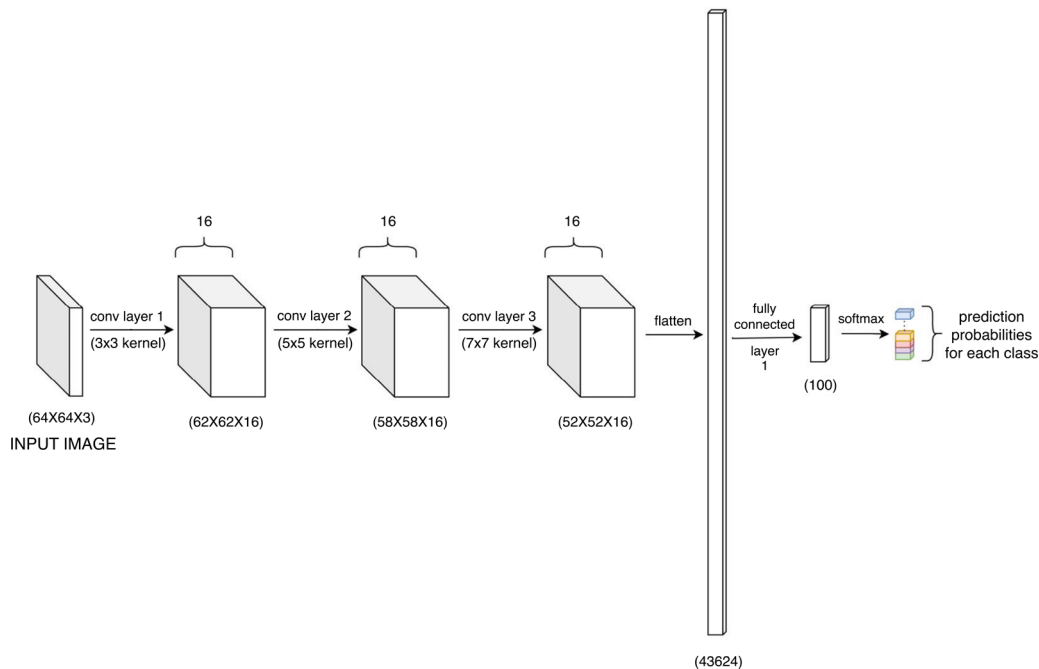 16
16
16
conv layer 1
(3x3 kernel)
conv layer 2
(5x5 kernel)
conv layer 3
(7x7 kernel)
flatten
fully
connected
layer
1
softmax
prediction
probabilities
for each class
(64X64X3)
INPUT IMAGE
(62X62X16)
(58X58X16)
(52X52X16)
(100)
(43624)